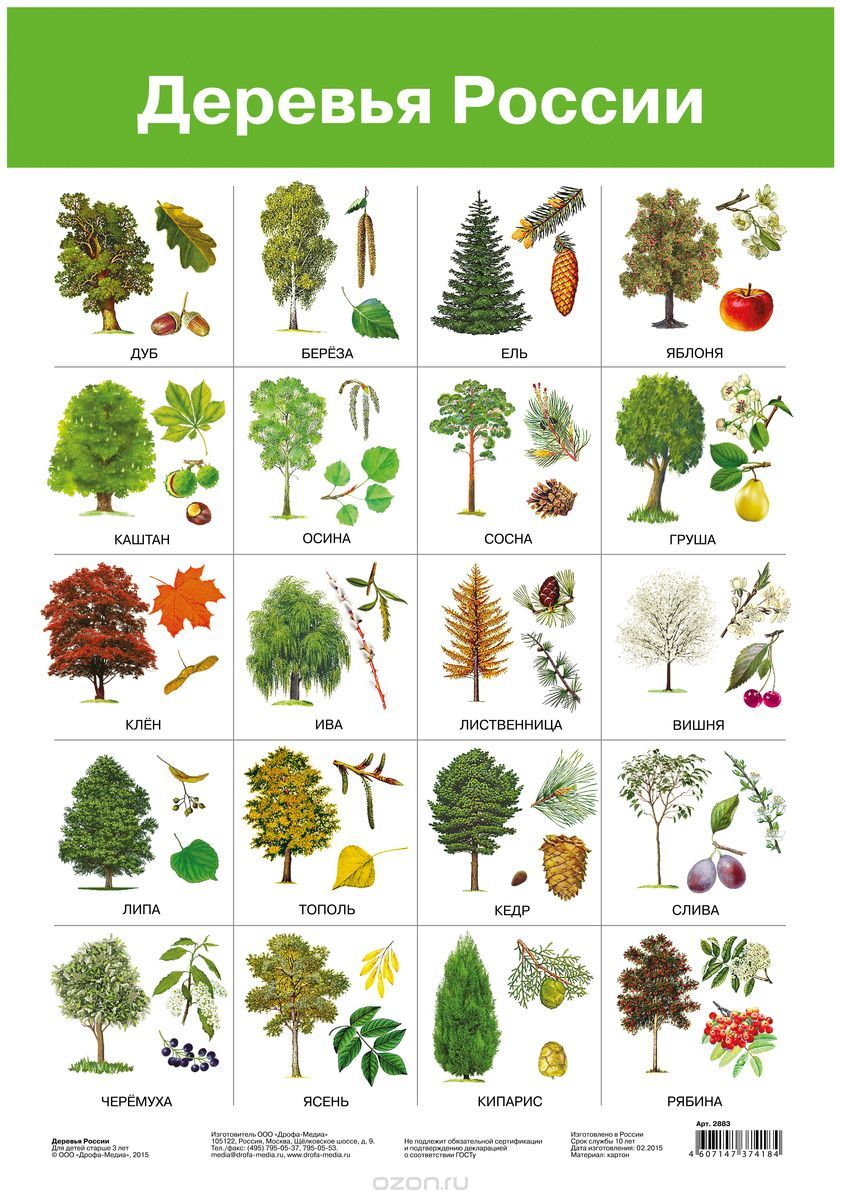 Деревья России
ДУБ
БЕРЁЗА
ЕЛЬ
ЯБЛОНЯ
КАШТАН
ОСИНА
СОСНА
ГРУША
КЛЁН
ИВА
ЛИСТВЕННИЦА
ВИШНЯ
ЛИПА
ТОПОЛЬ
КЕДР
СЛИВА
ЧЕРЁМУХА
ЯСЕНЬ
КИПАРИС
РЯБИНА
Деревья России
Для детей старше 3 лет
© ООО «Дрофа-Медиа», 2015
Изготовитель ООО «Дрофа-Медиа»
105122, Россия, Москва, Щёлковское шоссе, д. 9.
Тел./факс: (495) 795-05-37, 795-05-53.
media@drofa-media.ru, www.drofa-media.ru
Не подлежит обязательной сертификации
и подтверждению декларацией
о соответствии ГОСТу
Изготовлено в России
Срок службы 10 лет
Дата изготовления: 02.2015
Материал: картон
Арт. 2883
4 607147 374184
ozon.ru